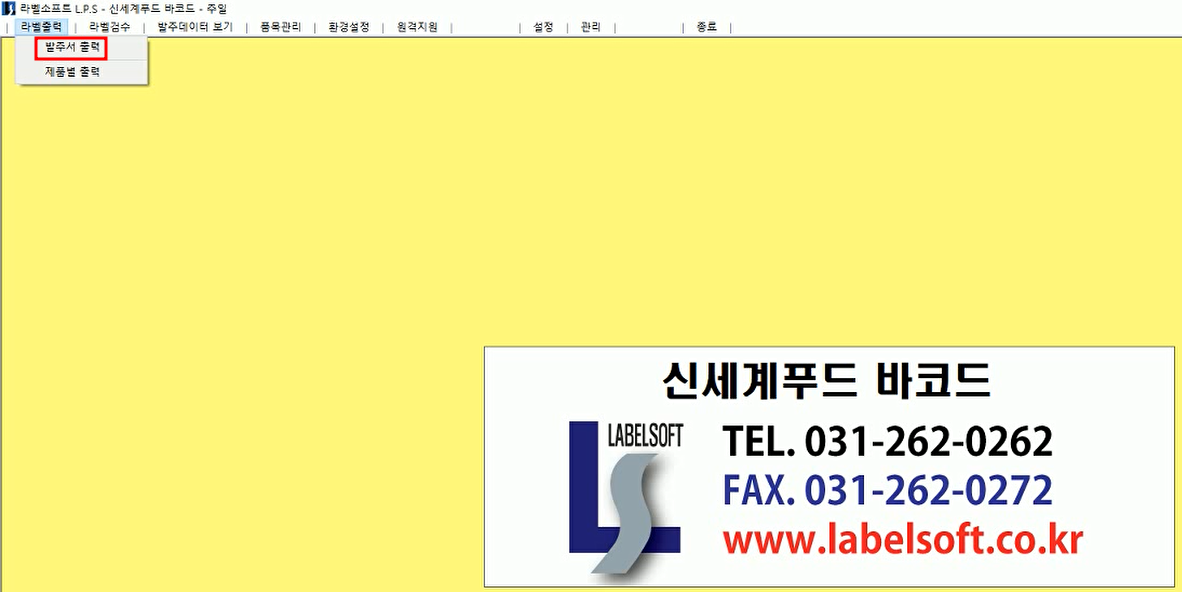 라벨소프트 L.P.S - 신세계푸드 바코드 - 주일
| 라벨출력 | 라벨검수 | 발주데이터 보기 | 품목관리 | 환경설정 | 원격지원 | | 설정 | 관리 | | 종료 |
발주서 출력
제품별 출력
신세계푸드 바코드
LABELSOFT
TEL. 031-262-0262
FAX. 031-262-0272
www.labelsoft.co.kr